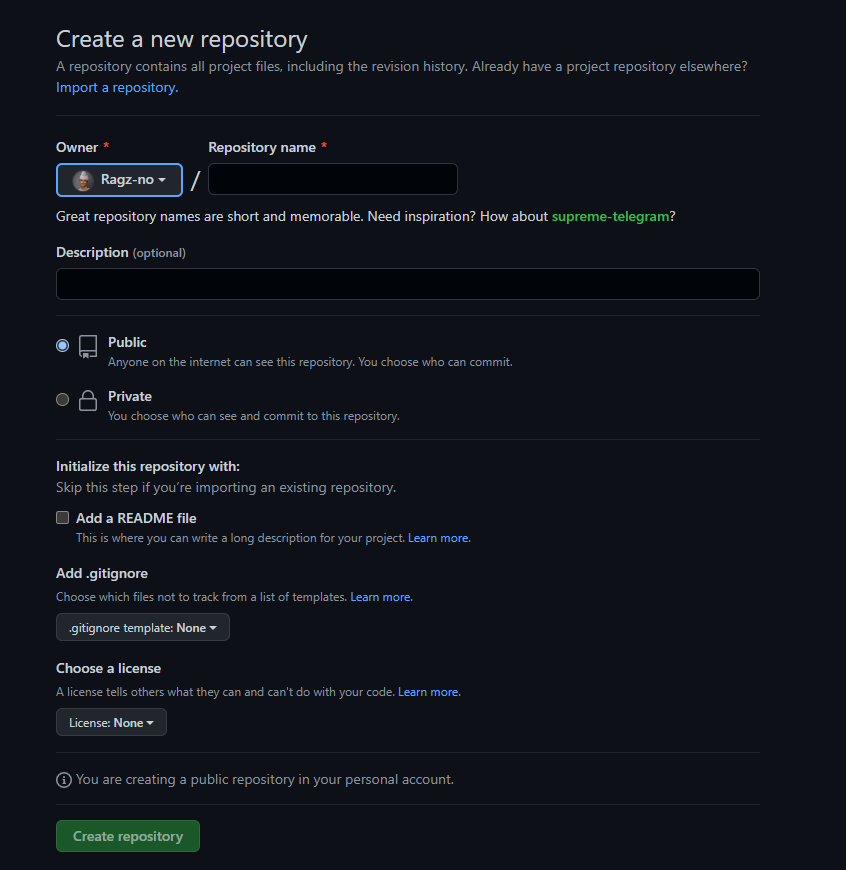 Create a new repository
A repository contains all project files, including the revision history. Already have a project repository elsewhere?
Import a repository.
Owner * Repository name *
Ragz-no /
Great repository names are short and memorable. Need inspiration? How about supreme-telegram?
Description (optional)
Public
Anyone on the internet can see this repository. You choose who can commit.
Private
You choose who can see and commit to this repository.
Initialize this repository with:
Skip this step if you’re importing an existing repository.
Add a README file
This is where you can write a long description for your project. Learn more.
Add .gitignore
Choose which files not to track from a list of templates. Learn more.
.gitignore template: None
Choose a license
A license tells others what they can and can't do with your code. Learn more.
License: None
You are creating a public repository in your personal account.
Create repository